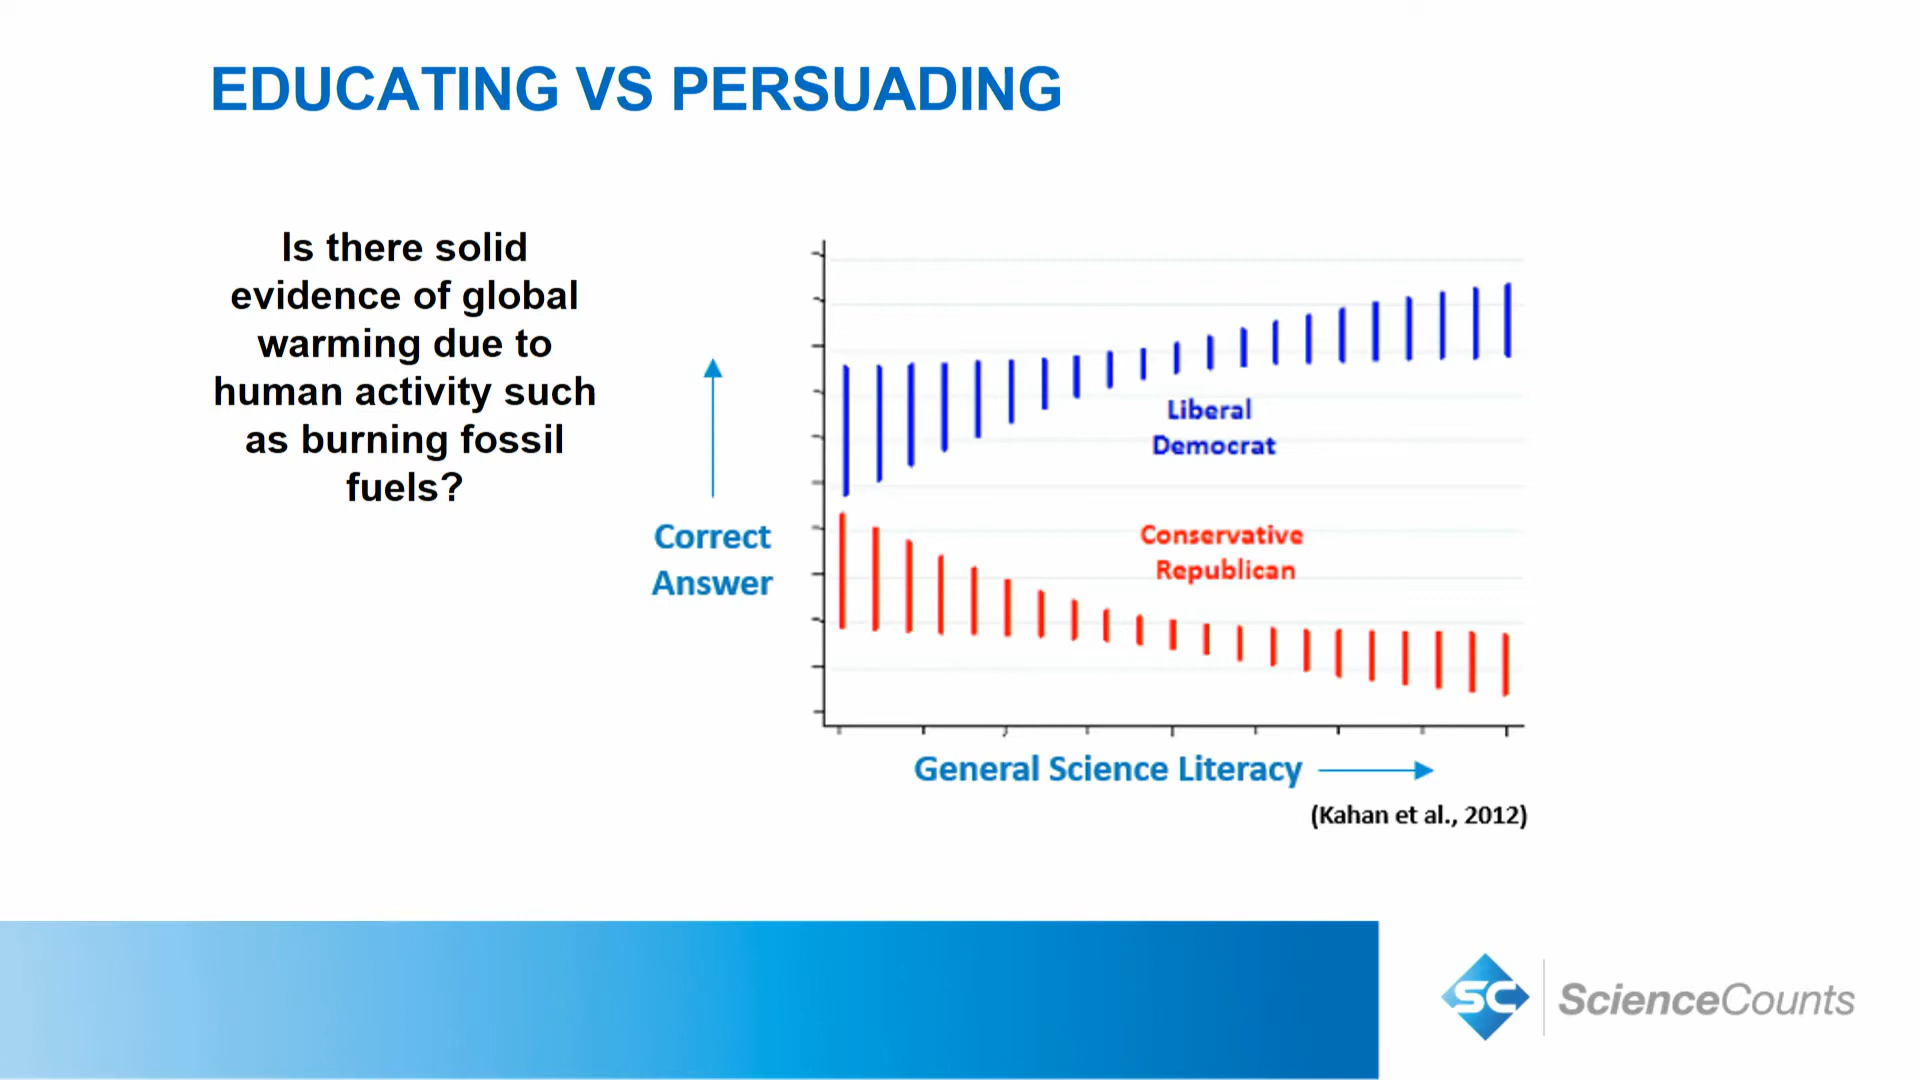 EDUCATING VS PERSUADING
Is there solid
evidence of global
warming due to
human activity such
as burning fossil
fuels?
Correct
Answer
Liberal
Democrat
Conservative
Republican
General Science Literacy
(Kahan et al., 2012)
SC
ScienceCounts